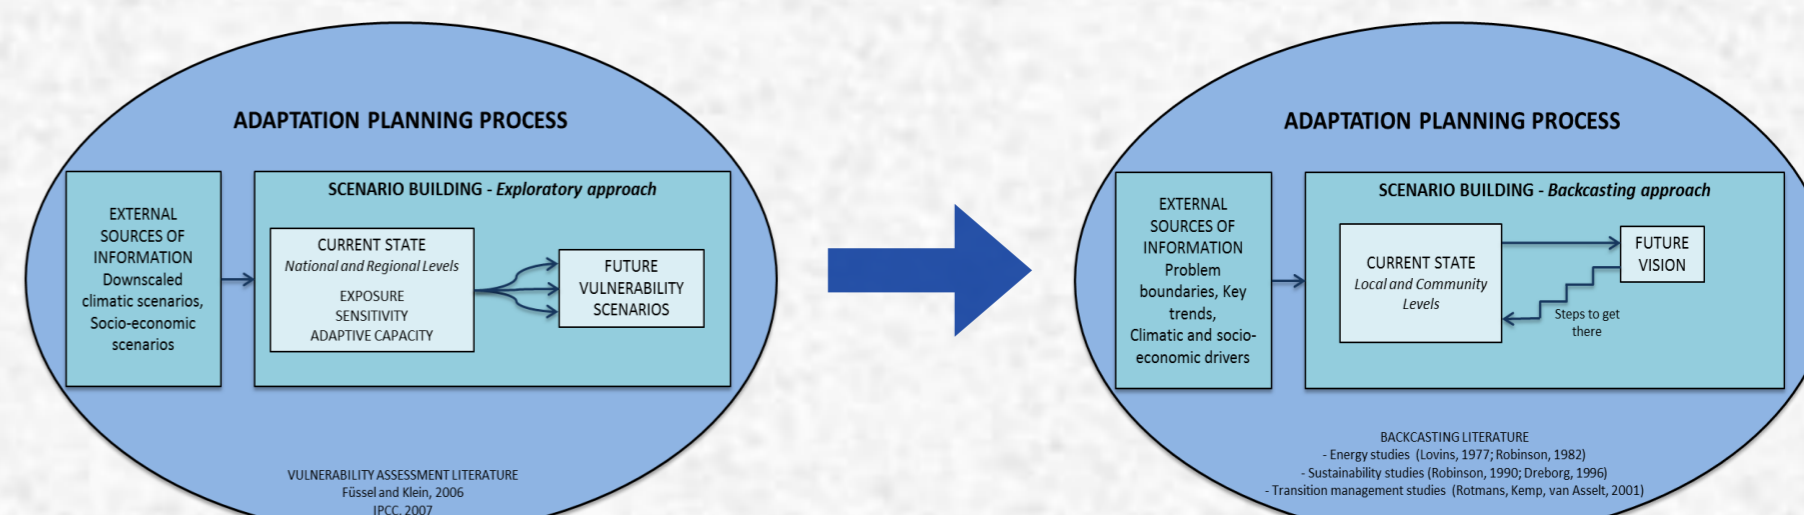 ADAPTATION PLANNING PROCESS
EXTERNAL
SOURCES OF
INFORMATION
Downscaled
climatic scenarios,
Socio-economic
scenarios
SCENARIO BUILDING - Exploratory approach
CURRENT STATE
National and Regional Levels
EXPOSURE
SENSITIVITY
ADAPTIVE CAPACITY
FUTURE
VULNERABILITY
SCENARIOS
VULNERABILITY ASSESSMENT LITERATURE
Füssel and Klein, 2006
IPCC, 2007
ADAPTATION PLANNING PROCESS
EXTERNAL
SOURCES OF
INFORMATION
Problem
boundaries, Key
trends,
Climatic and socio-
economic drivers
SCENARIO BUILDING - Backcasting approach
CURRENT STATE
Local and Community
Levels
FUTURE
VISION
Steps to get
there
BACKCASTING LITERATURE
- Energy studies (Lovins, 1977; Robinson, 1982)
- Sustainability studies (Robinson, 1990; Dreborg, 1996)
- Transition management studies (Rotmans, Kemp, van Asselt, 2001)